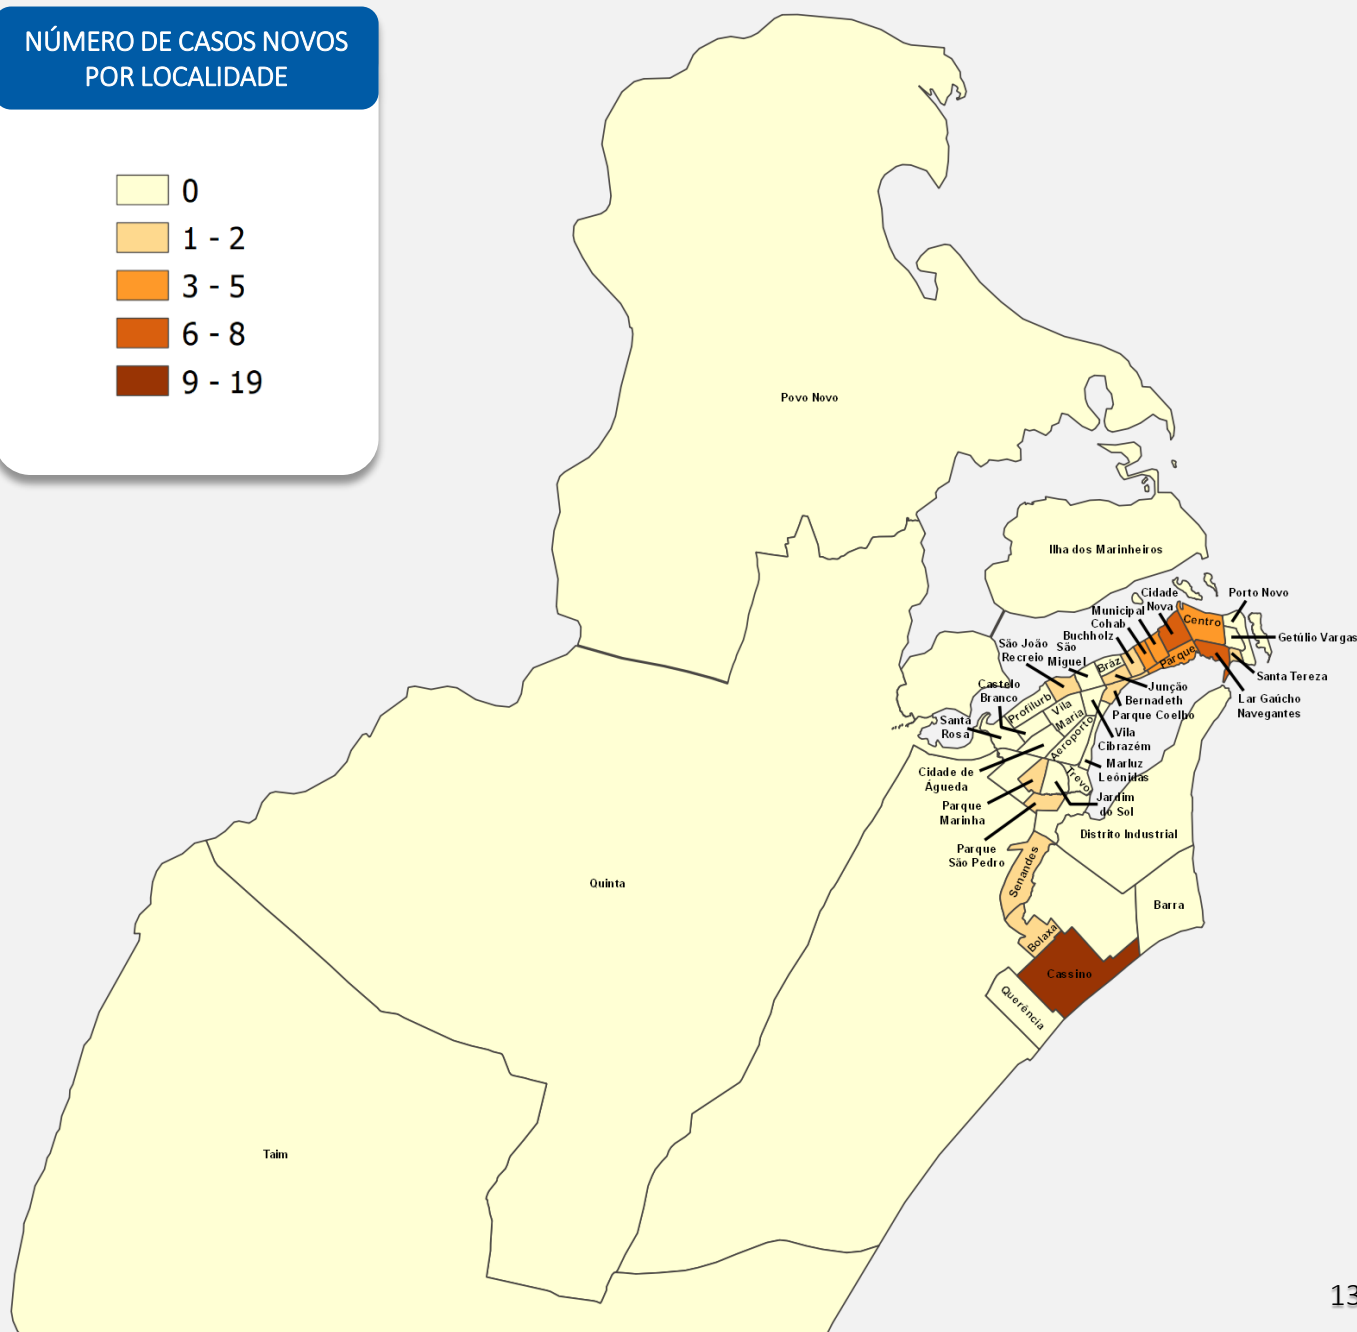 NÚMERO DE CASOS NOVOS
POR LOCALIDADE
0
1 - 2
3 - 5
6 - 8
9 - 19
Povo Novo
Ilha dos Marinheiros
Cidade
Nova
Porto Novo
Municipal
Cohab
Centro
Buchholz
Getúlio Vargas
São João
Recreio
São
Miguel
Bráz
Parque
Santa Tereza
Castelo
Branco
Junção
Bernadeth
Parque Coelho
Lar Gaúcho
Navegantes
Profilurb
Vila
Maria
Santa
Rosa
Aeroporto
Vila
Cibrazém
Marluz
Leónidas
Cidade de
Águeda
Trevo
Parque
Marinha
Jardim
do Sol
Distrito Industrial
Parque
São Pedro
Senandes
Quinta
Barra
Bolaxa
Cassino
Querência
Taim
13